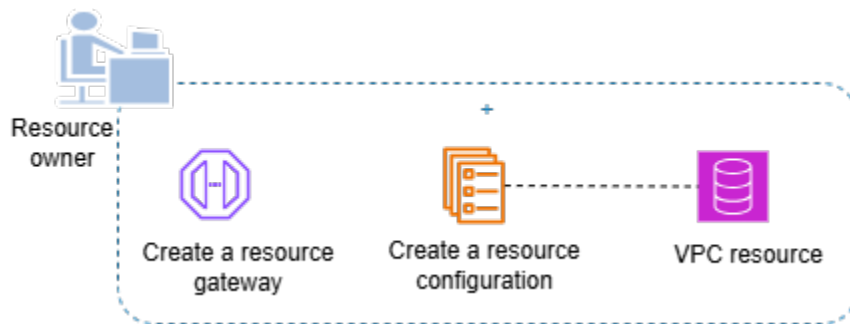 Resource
owner
+
Create a resource
gateway
Create a resource
configuration
VPC resource